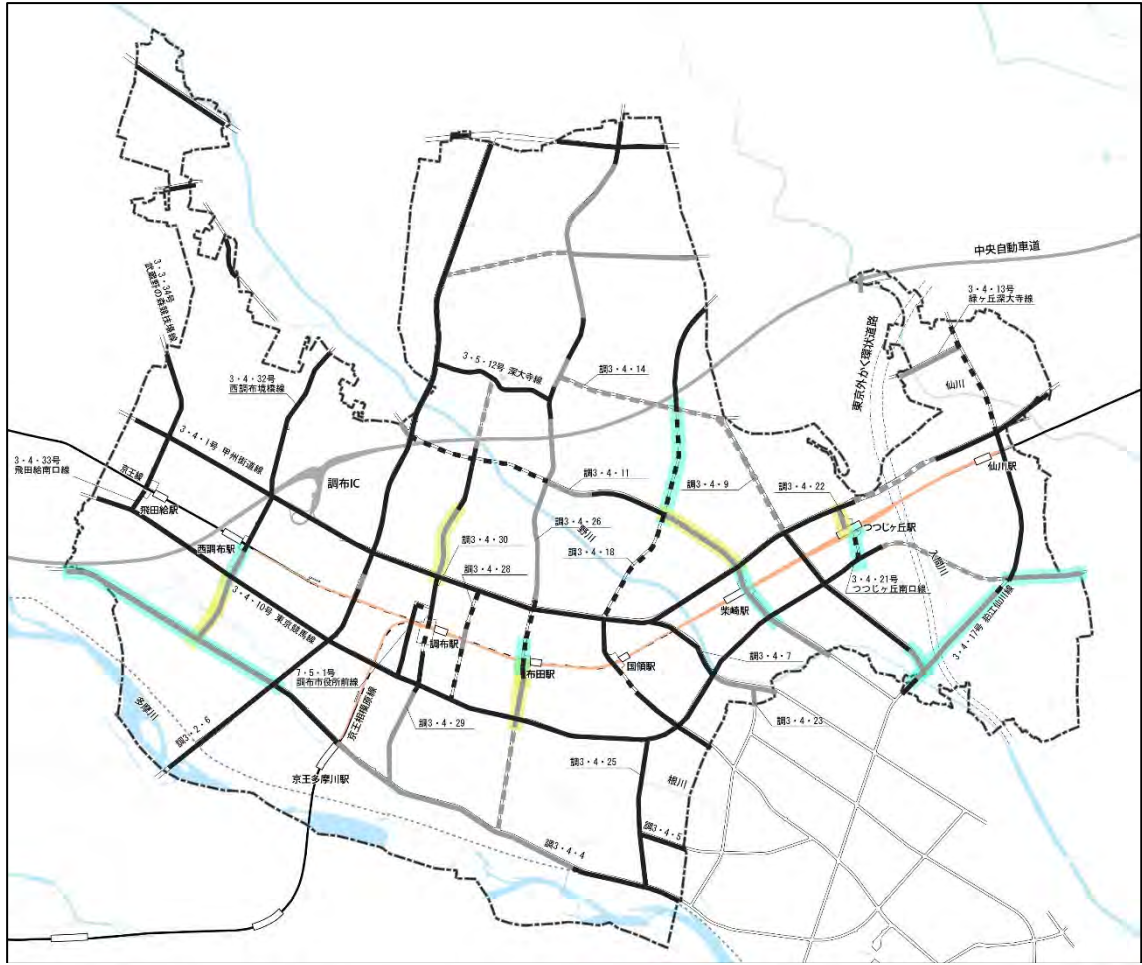 中央自動車道
3・4・13号
緑ヶ丘深大寺線
東京外かく環状道路
仙川
3・3・34号
武蔵野の森競技場線
3・5・12号 深大寺線
調3・4・14
3・4・32号
西調布境橋線
3・4・1号 甲州街道線
3・4・33号
飛田給南口線
京王線
飛田給駅
調布IC
調3・4・11
調3・4・9
調3・4・22
仙川駅
つつじヶ丘駅
西調布駅
調3・4・26
野川
調3・4・30
調3・4・18
調3・4・28
入間川
3・4・21号
つつじヶ丘南口線
柴崎駅
3・4・10号 東京競馬線
3・4・17号 狛江仙川線
調布駅
布田駅
国領駅
調3・4・7
7・5・1号
調布市役所前線
多摩川
京王相模原線
調3・4・29
調3・4・23
調3・2・6
京王多摩川駅
調3・4・25
根川
調3・4・5
調3・4・4